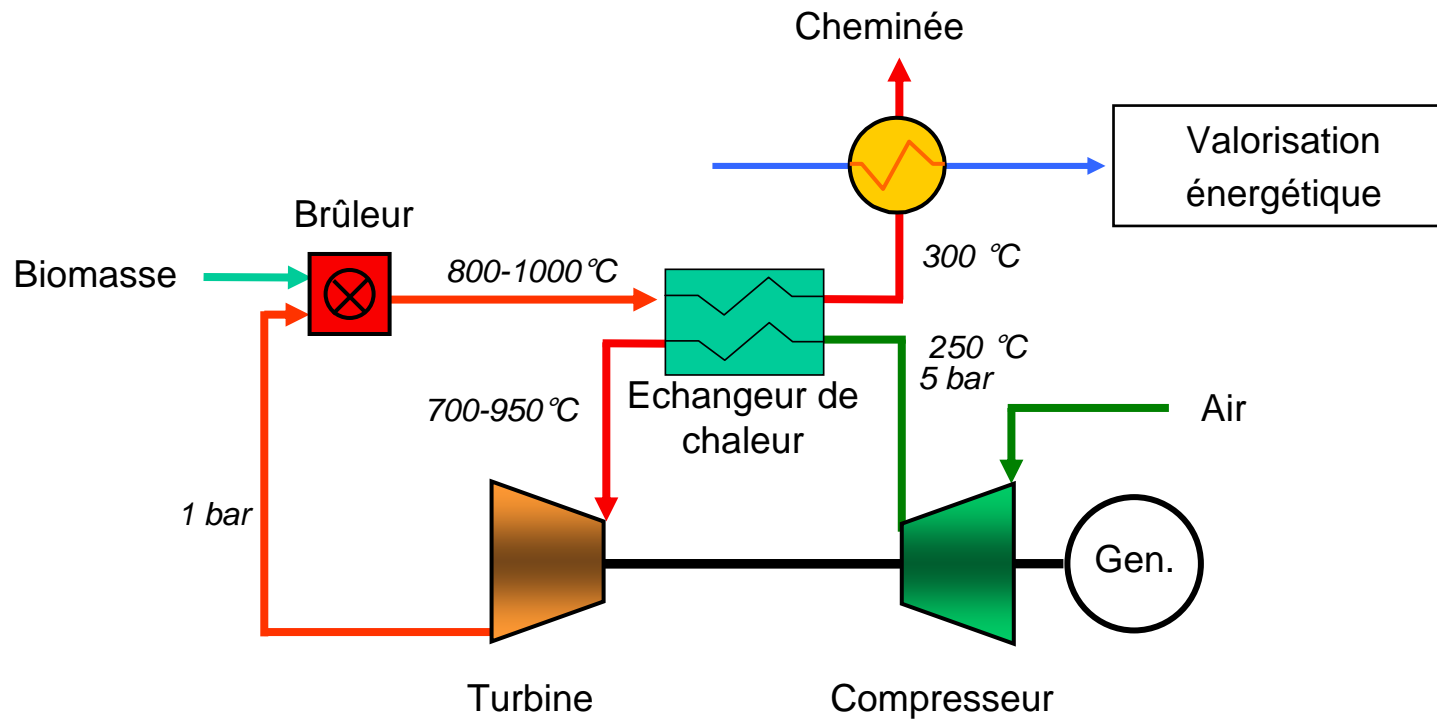 Cheminée
Valorisation
énergétique
Brûleur
Biomasse
800-1000°C
300 °C
250 °C
5 bar
700-950°C
Echangeur de
chaleur
Air
1 bar
Gen.
Turbine
Compresseur